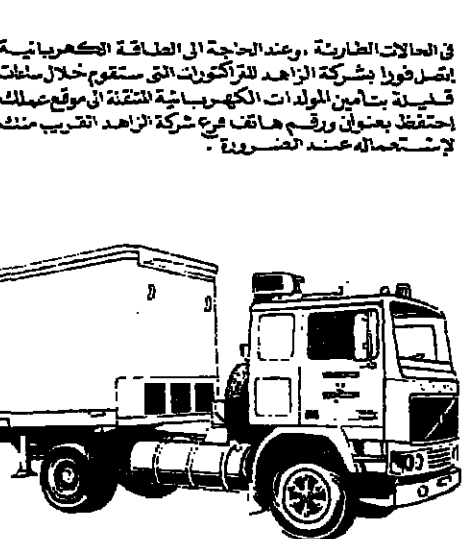 في الحالات الطارئة ، وعند الحاجة الى الطاقة الكهربائية
إتصل فورا بشركة الزاهد للتراكتورات التى ستقوم خلال ساعات
قليلة بتأمين المولدات الكهربائية المتنقلة الى موقع عملك
إحتفظ بعنوان ورقم هاتف فرع شركة الزاهد القريب منك
لإستعماله عند الضرورة .